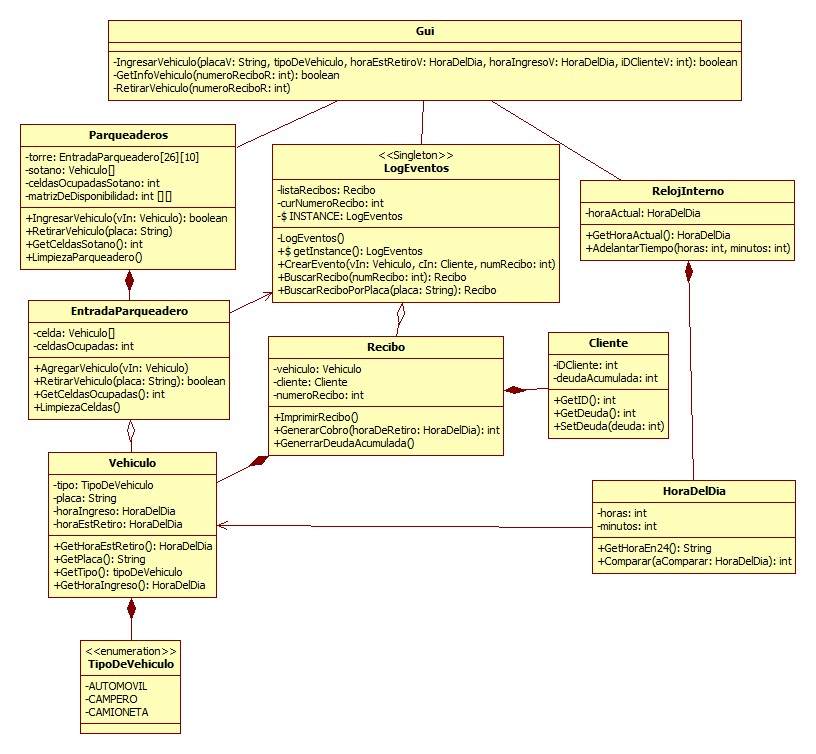 Gui
-IngresarVehiculo(placaV: String, tipoDeVehiculo, horaEstRetiroV: HoraDelDia, horaIngresoV: HoraDelDia, iDClienteV: int): boolean
-GetInfoVehiculo(numeroReciboR: int): boolean
-RetirarVehiculo(numeroReciboR: int)
Parqueaderos
-torre: EntradaParqueadero[26][10]
-sotano: Vehiculo[]
-celdasOcupadasSotano: int
-matrizDeDisponibilidad: int [][]
+IngresarVehiculo(vIn: Vehiculo): boolean
+RetirarVehiculo(placa: String)
+GetCeldasSotano(): int
+LimpiezaParqueadero()
<<Singleton>>
LogEventos
-listaRecibos: Recibo
-curNumeroRecibo: int
-$ INSTANCE: LogEventos
-LogEventos()
+$ getInstance(): LogEventos
+CrearEvento(vIn: Vehiculo, cIn: Cliente, numRecibo: int)
+BuscarRecibo(numRecibo: int): Recibo
+BuscarReciboPorPlaca(placa: String): Recibo
RelojInterno
-horaActual: HoraDelDia
+GetHoraActual(): HoraDelDia
+AdelantarTiempo(horas: int, minutos: int)
EntradaParqueadero
-celda: Vehiculo[]
-celdasOcupadas: int
+AgregarVehiculo(vIn: Vehiculo)
+RetirarVehiculo(placa: String): boolean
+GetCeldasOcupadas(): int
+LimpiezaCeldas()
Recibo
-vehiculo: Vehiculo
-cliente: Cliente
-numeroRecibo: int
+ImprimirRecibo()
+GenerarCobro(horaDeRetiro: HoraDelDia): int
+GenerrarDeudaAcumulada()
Cliente
-iDCliente: int
-deudaAcumulada: int
+GetID(): int
+GetDeuda(): int
+SetDeuda(deuda: int)
Vehiculo
-tipo: TipoDeVehiculo
-placa: String
-horaIngreso: HoraDelDia
-horaEstRetiro: HoraDelDia
+GetHoraEstRetiro(): HoraDelDia
+GetPlaca(): String
+GetTipo(): tipoDeVehiculo
+GetHoraIngreso(): HoraDelDia
HoraDelDia
-horas: int
-minutos: int
+GetHoraEn24(): String
+Comparar(aComparar: HoraDelDia): int
<<enumeration>>
TipoDeVehiculo
-AUTOMOVIL
-CAMPERO
-CAMIONETA